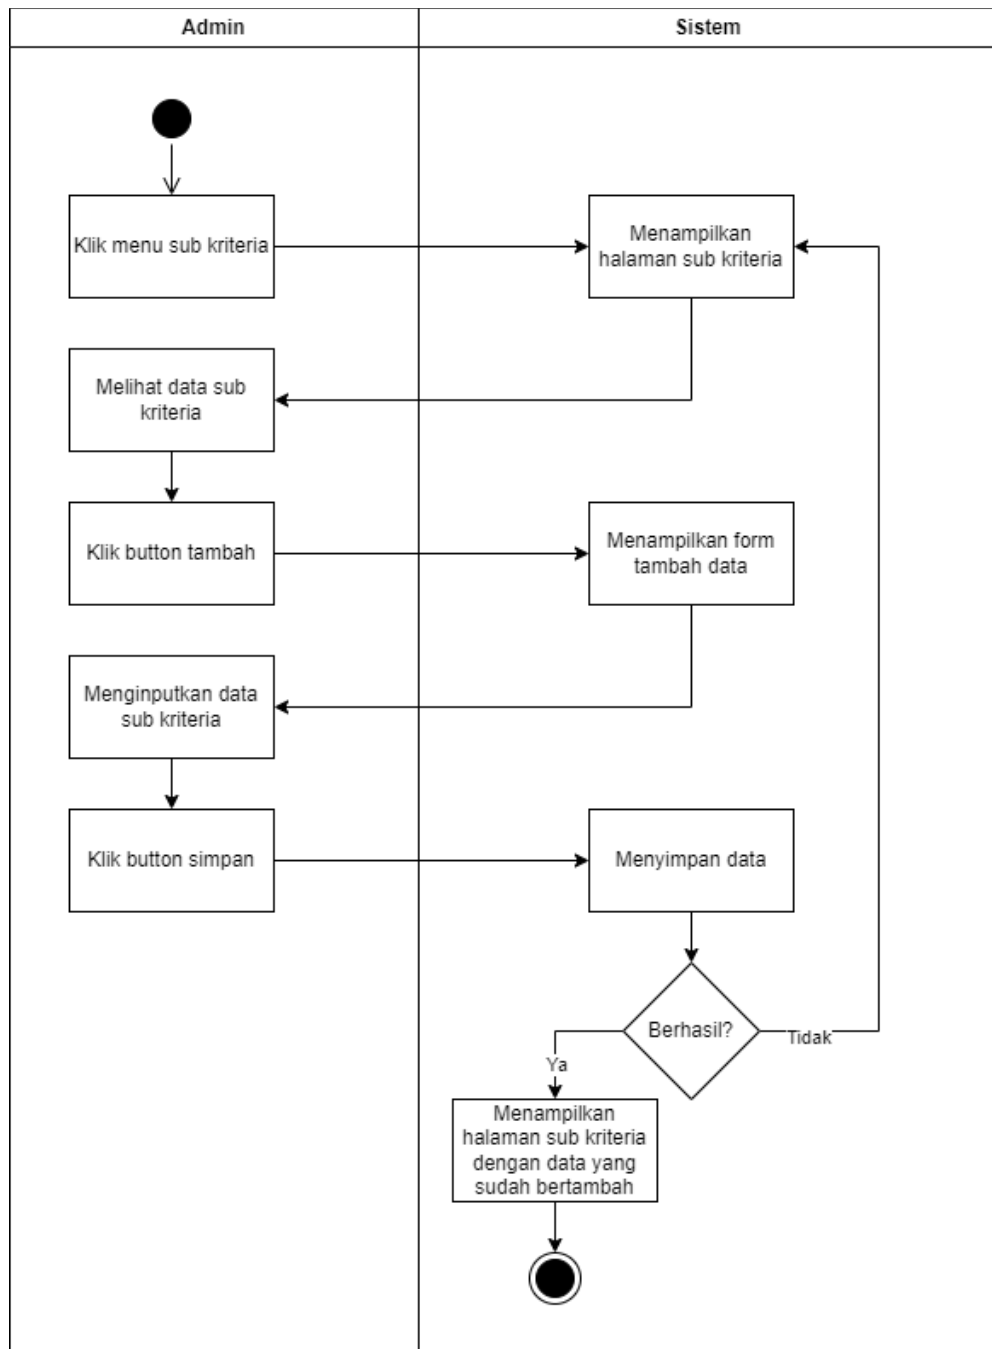 Admin
Sistem
Klik menu sub kriteria
Menampilkan
halaman sub kriteria
Melihat data sub
kriteria
Klik button tambah
Menampilkan form
tambah data
Menginputkan data
sub kriteria
Klik button simpan
Menyimpan data
Berhasil?
Tidak
Ya
Menampilkan
halaman sub kriteria
dengan data yang
sudah bertambah